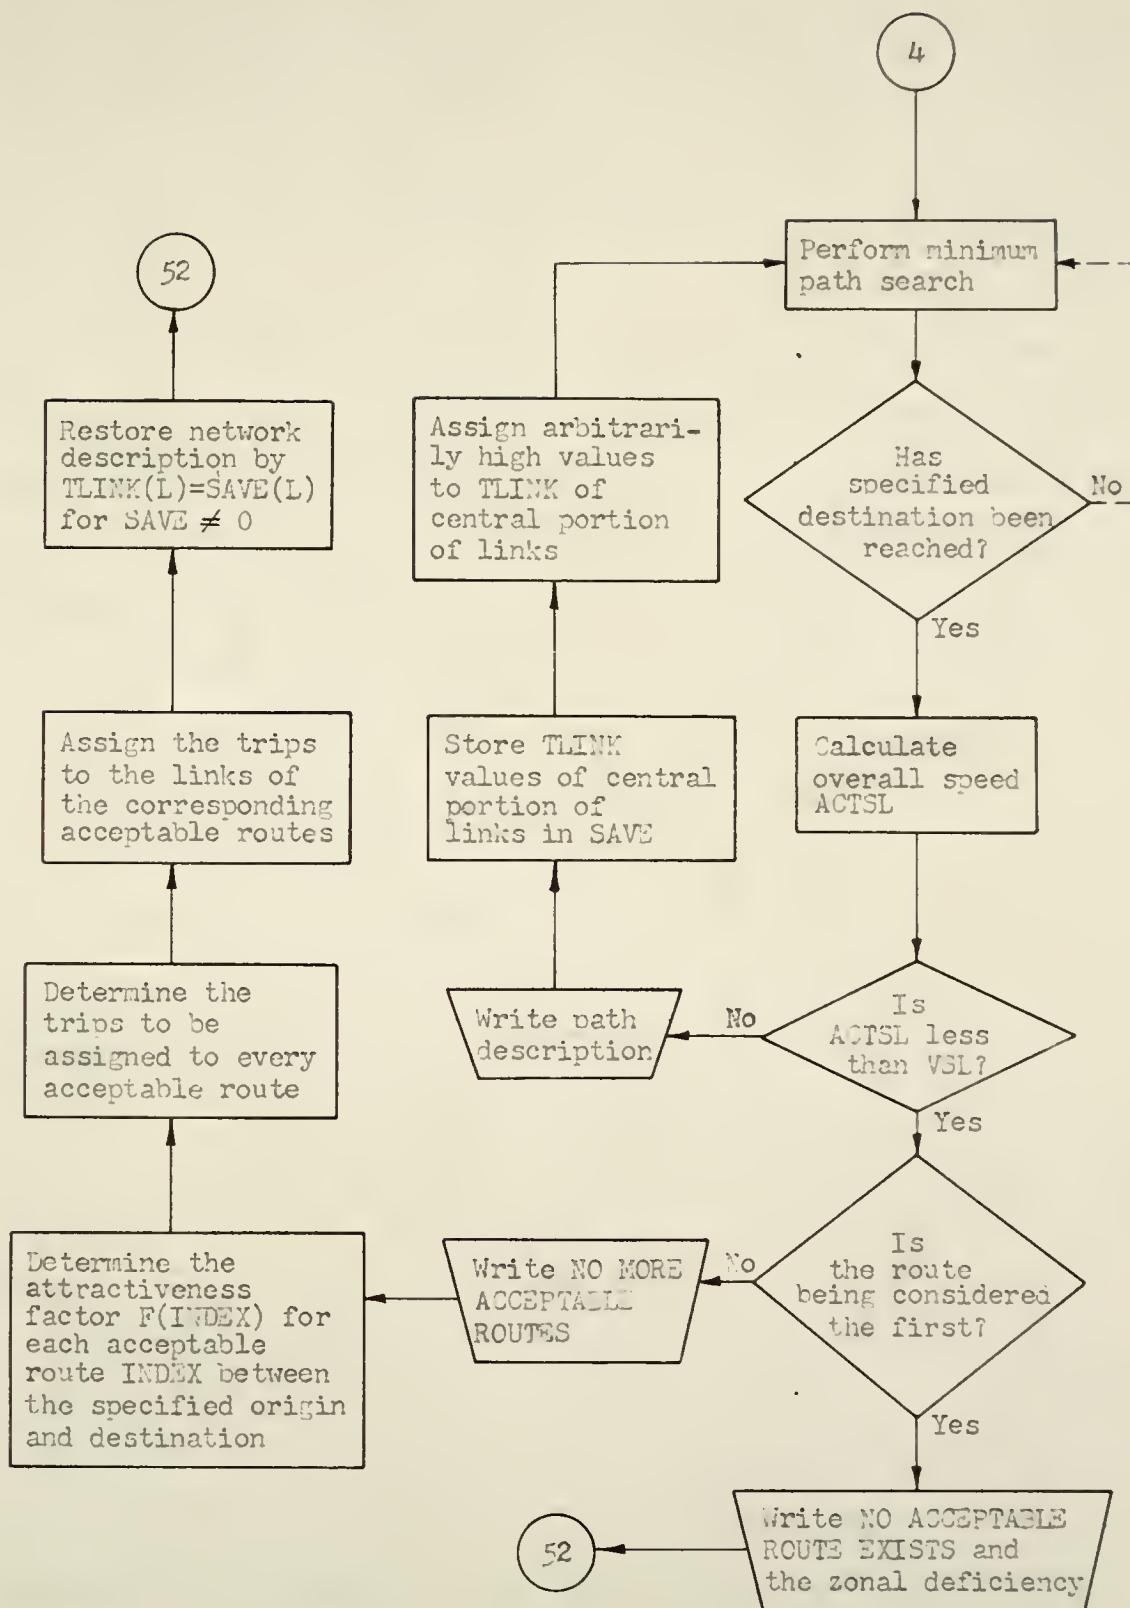 4
Perform minimum
path search
Has
specified
destination been
reached?
No
Yes
Calculate
overall speed
ACTSL
Is
ACTSL less
than VSL?
No
Yes
Write path
description
Store TLINK
values of central
portion of
links in SAVE
Assign arbitrari-
ly high values
to TLINK of
central portion
of links
Is
the route
being considered
the first?
No
Yes
Write NO MORE
ACCEPTABLE
ROUTES
Determine the
attractiveness
factor F(INDEX) for
each acceptable
route INDEX between
the specified origin
and destination
Determine the
trips to be
assigned to every
acceptable route
Assign the trips
to the links of
the corresponding
acceptable routes
Restore network
description by
TLINK(L)=SAVE(L)
for SAVE ≠ 0
52
Write NO ACCEPTABLE
ROUTE EXISTS and
the zonal deficiency
52